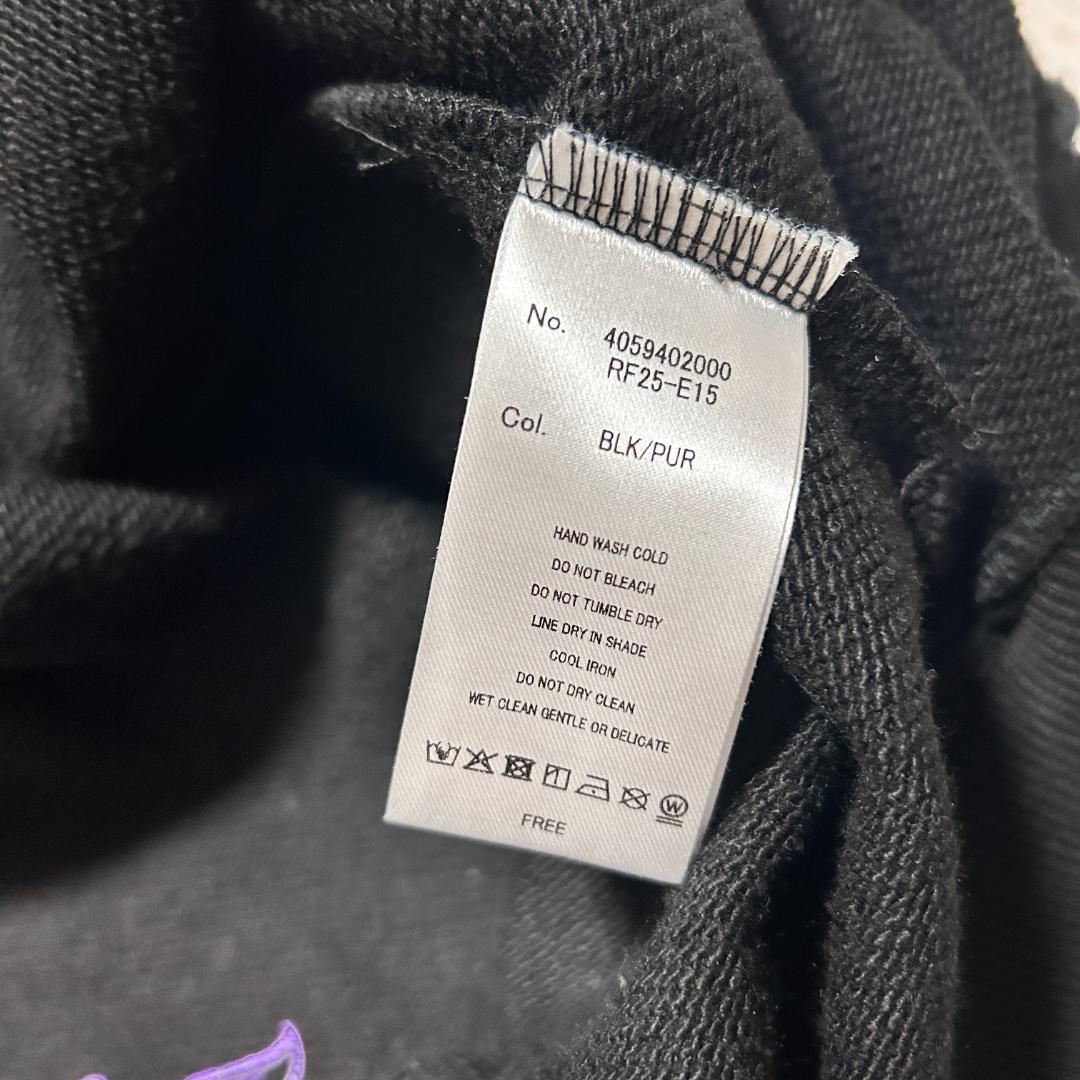 No. 4059402000
RF25-E15
Col. BLK/PUR
HAND WASH COLD
DO NOT BLEACH
DO NOT TUMBLE DRY
LINE DRY IN SHADE
COOL IRON
DO NOT DRY CLEAN
WET CLEAN GENTLE OR DELICATE
W
FREE